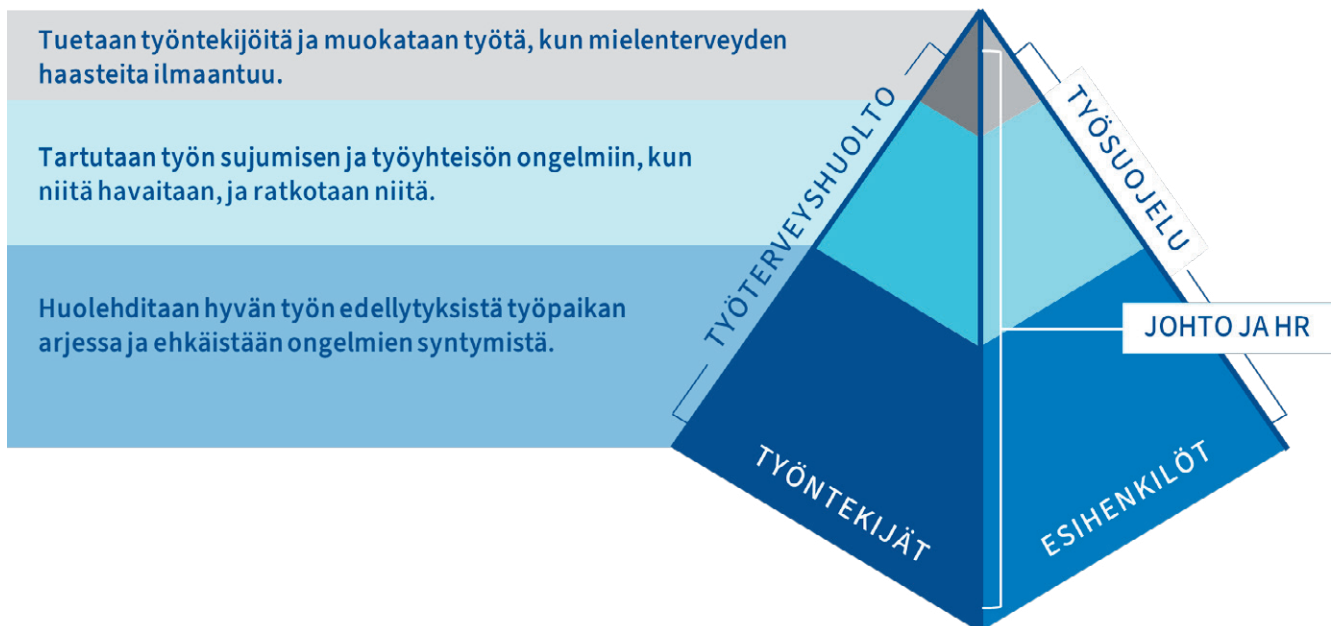 Tuetaan työntekijöitä ja muokataan työtä, kun mielenterveyden
haasteita ilmaantuu.
Tartutaan työn sujumisen ja työyhteisön ongelmiin, kun
niitä havaitaan, ja ratkotaan niitä.
Huolehditaan hyvän työn edellytyksistä työpaikan
arjessa ja ehkäistään ongelmien syntymistä.
TYÖTERVEYSHUOLTO
TYÖSUOJELU
JOHTO JA HR
TYÖNTEKIJÄT
ESIHENKILÖT